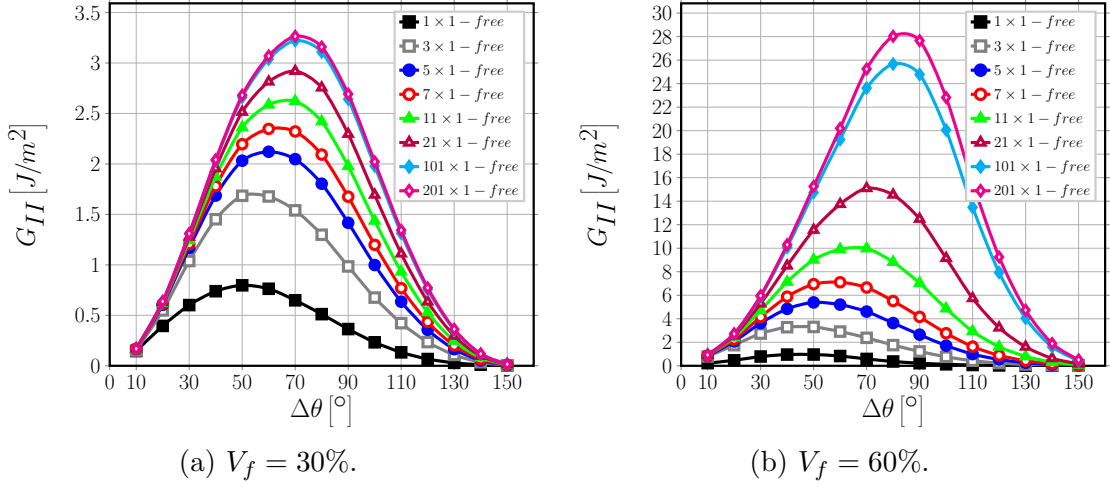 3.5
3
2.5
2
1.5
1
0.5
0
G_{II} [J/m^2]
0 10 30 50 70 90 110 130 150
Δθ [°]
1 × 1 − free
3 × 1 − free
5 × 1 − free
7 × 1 − free
11 × 1 − free
21 × 1 − free
101 × 1 − free
201 × 1 − free
(a) V_f = 30%.
30
28
26
24
22
20
18
16
14
12
10
8
6
4
2
0
G_{II} [J/m^2]
0 10 30 50 70 90 110 130 150
Δθ [°]
1 × 1 − free
3 × 1 − free
5 × 1 − free
7 × 1 − free
11 × 1 − free
21 × 1 − free
101 × 1 − free
201 × 1 − free
(b) V_f = 60%.